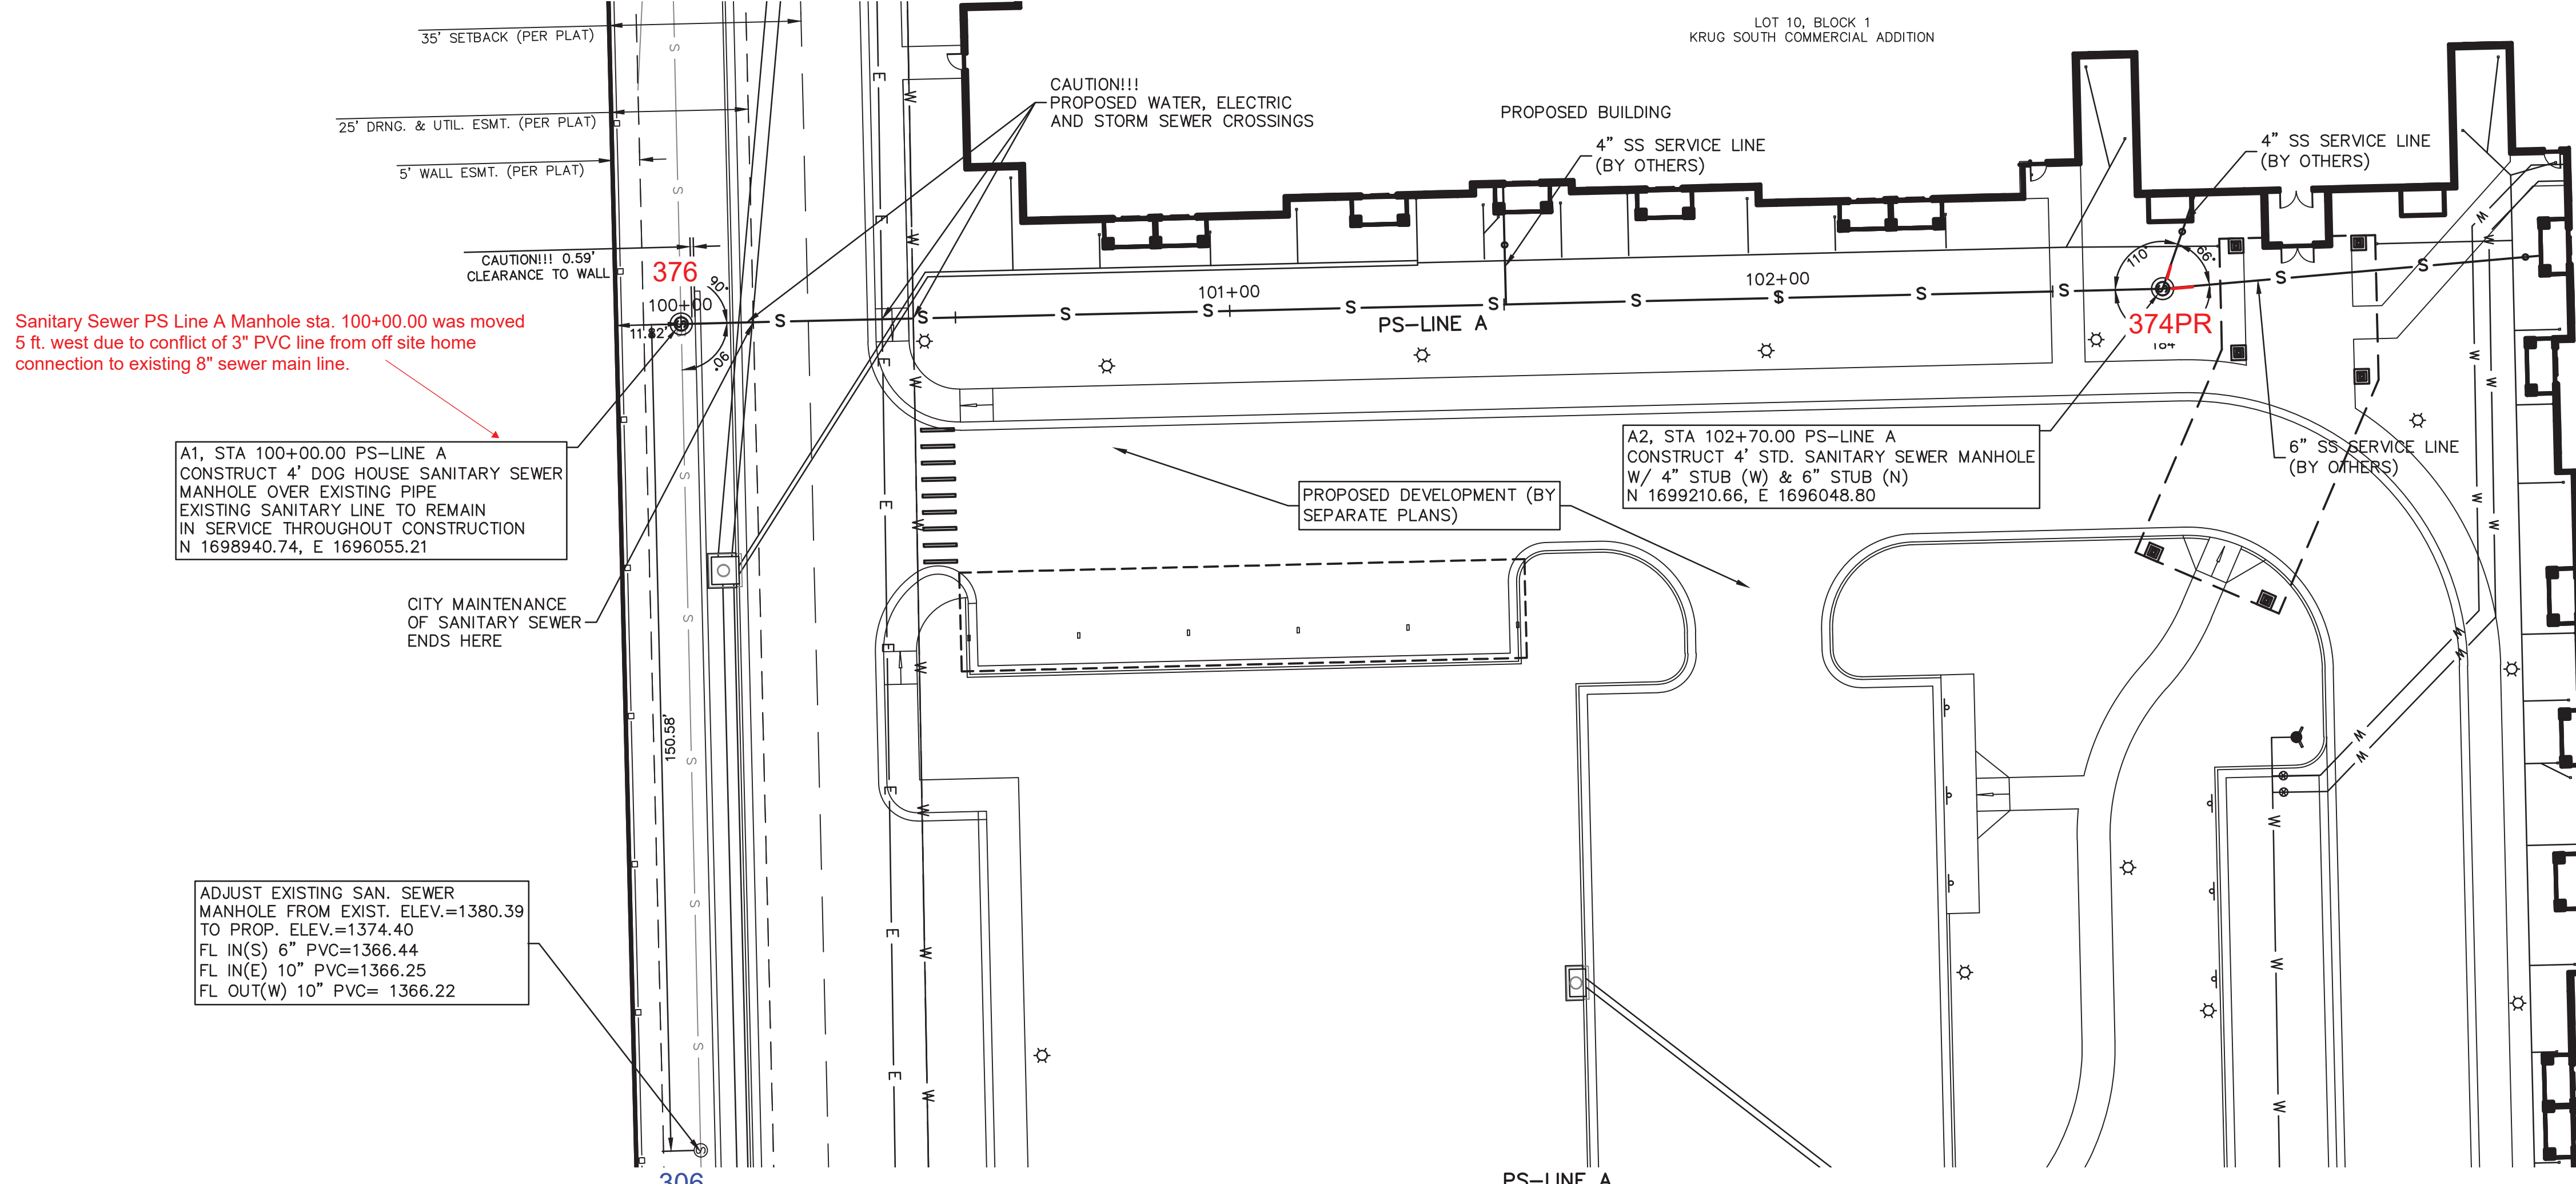 LOT 10, BLOCK 1
KRUG SOUTH COMMERCIAL ADDITION
35' SETBACK (PER PLAT)
25' DRNG. & UTIL. ESMT. (PER PLAT)
5' WALL ESMT. (PER PLAT)
CAUTION!!!
PROPOSED WATER, ELECTRIC
AND STORM SEWER CROSSINGS
PROPOSED BUILDING
4" SS SERVICE LINE
(BY OTHERS)
4" SS SERVICE LINE
(BY OTHERS)
CAUTION!!! 0.59'
CLEARANCE TO WALL
376
90°
100+00
11.82'
90°
101+00
102+00
PS-LINE A
110°
66°
374PR
Sanitary Sewer PS Line A Manhole sta. 100+00.00 was moved
5 ft. west due to conflict of 3" PVC line from off site home
connection to existing 8" sewer main line.
A1, STA 100+00.00 PS-LINE A
CONSTRUCT 4' DOG HOUSE SANITARY SEWER
MANHOLE OVER EXISTING PIPE
EXISTING SANITARY LINE TO REMAIN
IN SERVICE THROUGHOUT CONSTRUCTION
N 1698940.74, E 1696055.21
A2, STA 102+70.00 PS-LINE A
CONSTRUCT 4' STD. SANITARY SEWER MANHOLE
W/ 4" STUB (W) & 6" STUB (N)
N 1699210.66, E 1696048.80
6" SS SERVICE LINE
(BY OTHERS)
PROPOSED DEVELOPMENT (BY
SEPARATE PLANS)
CITY MAINTENANCE
OF SANITARY SEWER
ENDS HERE
150.58'
ADJUST EXISTING SAN. SEWER
MANHOLE FROM EXIST. ELEV.=1380.39
TO PROP. ELEV.=1374.40
FL IN(S) 6" PVC=1366.44
FL IN(E) 10" PVC=1366.25
FL OUT(W) 10" PVC= 1366.22
306
PS-LINE A